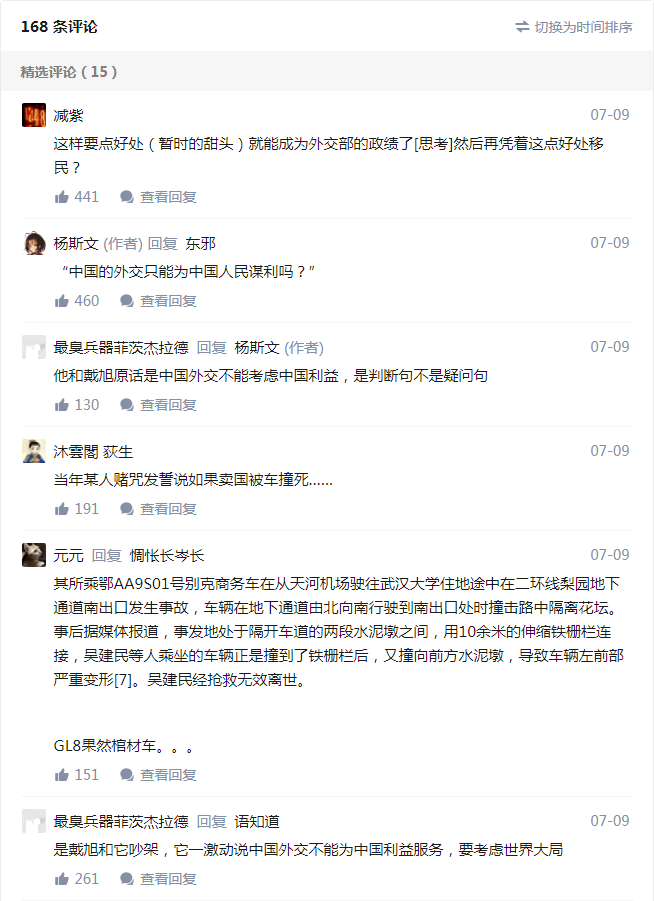 168 条评论
切换为时间排序
精选评论（15）
减紫
07-09
这样要点好处（暂时的甜头）就能成为外交部的政绩了[思考]然后再凭着这点好处移
民？
441 查看回复
杨斯文 (作者) 回复 东邪
07-09
“中国的外交只能为中国人民谋利吗？”
460 查看回复
最臭兵器菲茨杰拉德 回复 杨斯文 (作者)
07-09
他和戴旭原话是中国外交不能考虑中国利益，是判断句不是疑问句
130 查看回复
沐雲閣 荻生
07-09
当年某人赌咒发誓说如果卖国被车撞死......
191 查看回复
元元 回复 惆怅长岑长
07-09
其所乘鄂AA9S01号别克商务车在从天河机场驶往武汉大学住地途中在二环线梨园地下
通道南出口发生事故，车辆在地下通道由北向南行驶到南出口处时撞击路中隔离花坛。
事后据媒体报道，事发地处于隔开车道的两段水泥墩之间，用10余米的伸缩铁栅栏连
接，吴建民等人乘坐的车辆正是撞到了铁栅栏后，又撞向前方水泥墩，导致车辆左前部
严重变形[7]。吴建民经抢救无效离世。
GL8果然棺材车。。。
151 查看回复
最臭兵器菲茨杰拉德 回复 语知道
07-09
是戴旭和它吵架，它一激动说中国外交不能为中国利益服务，要考虑世界大局
261 查看回复